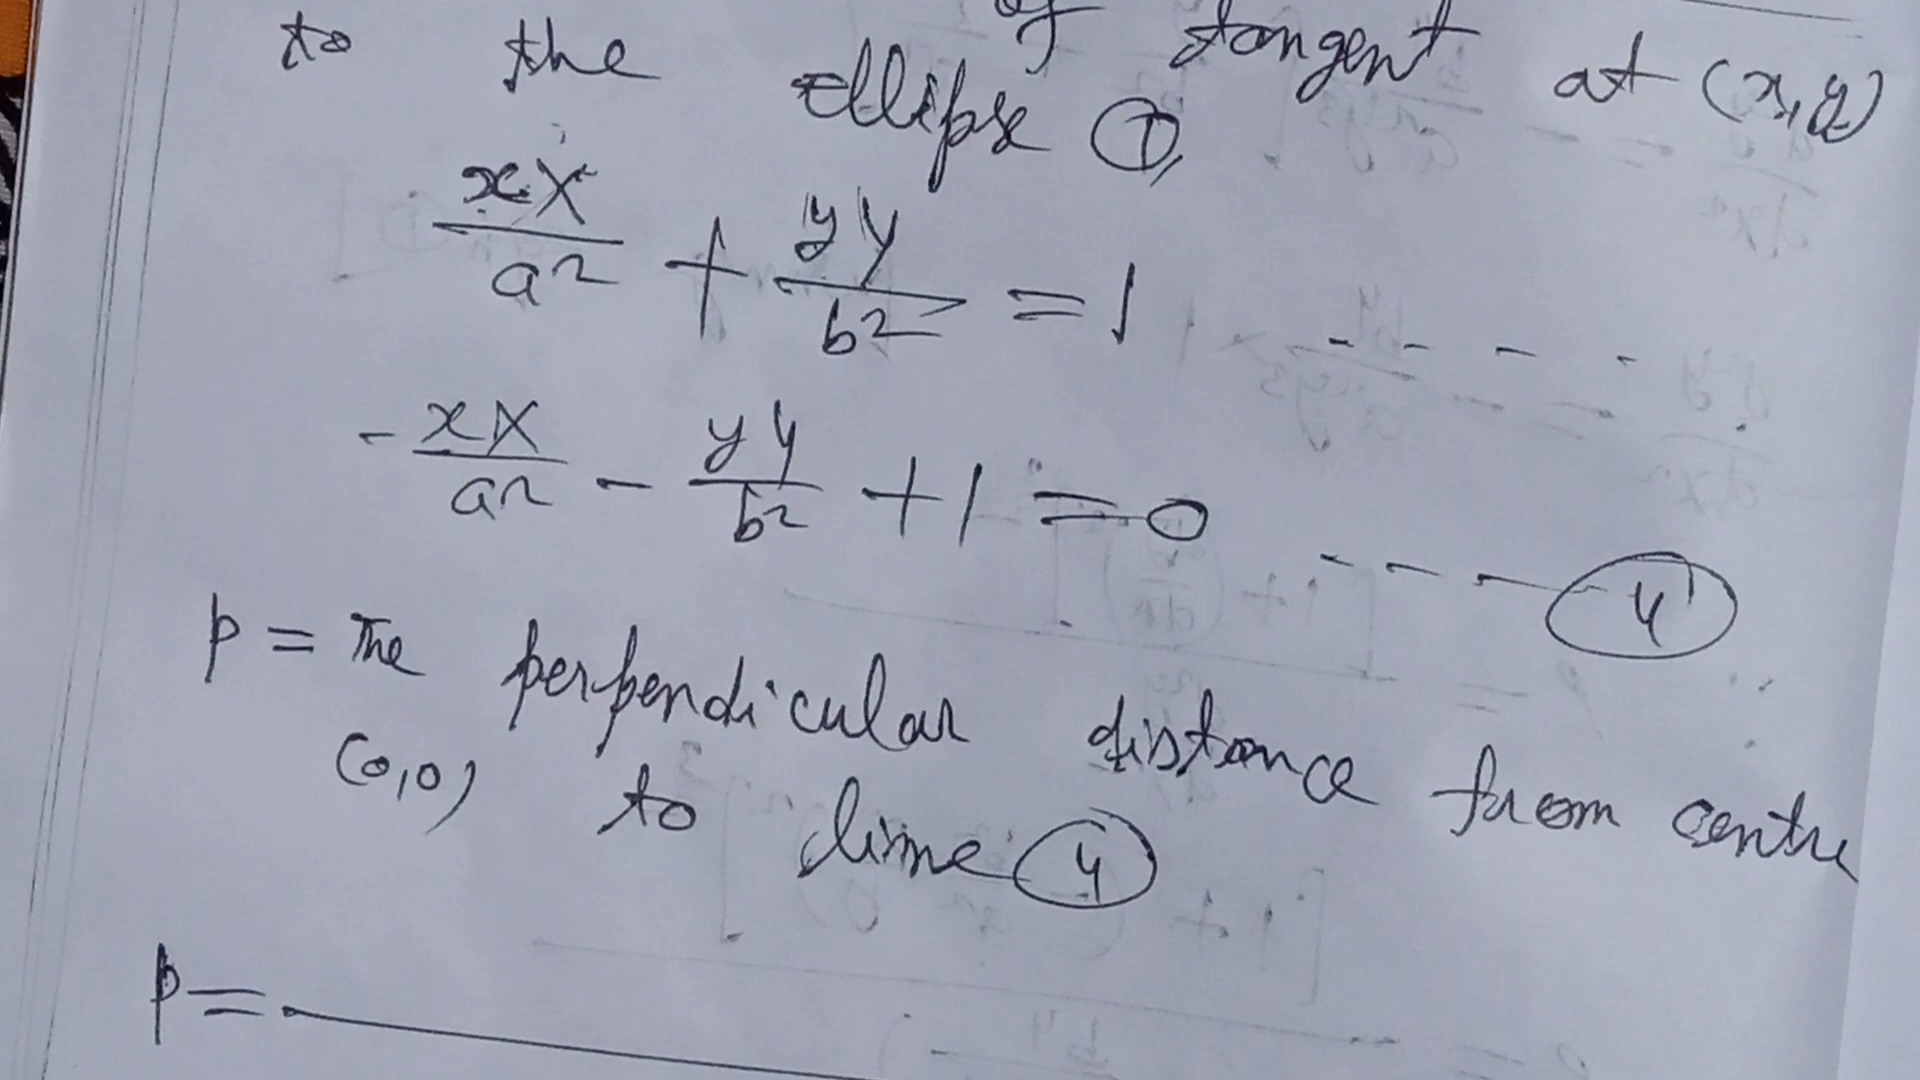 of tangent at (x, y)
to the ellipse ①,
xX/a² + yY/b² = 1 - - - -
- xX/a² - yY/b² + 1 = 0 - - - ④
p = The perpendicular distance from centre
(0,0) to line ④
p =